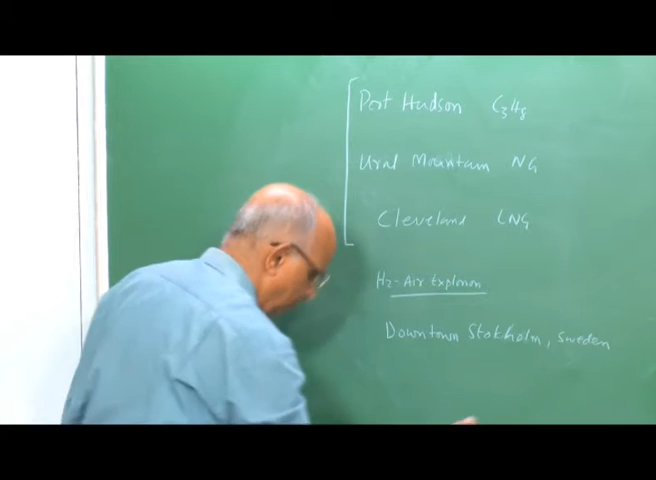 Port Hudson C3H8
Ural Mountain NG
Cleveland LNG
H2-Air Explosion
Downtown Stokholm, Sweden